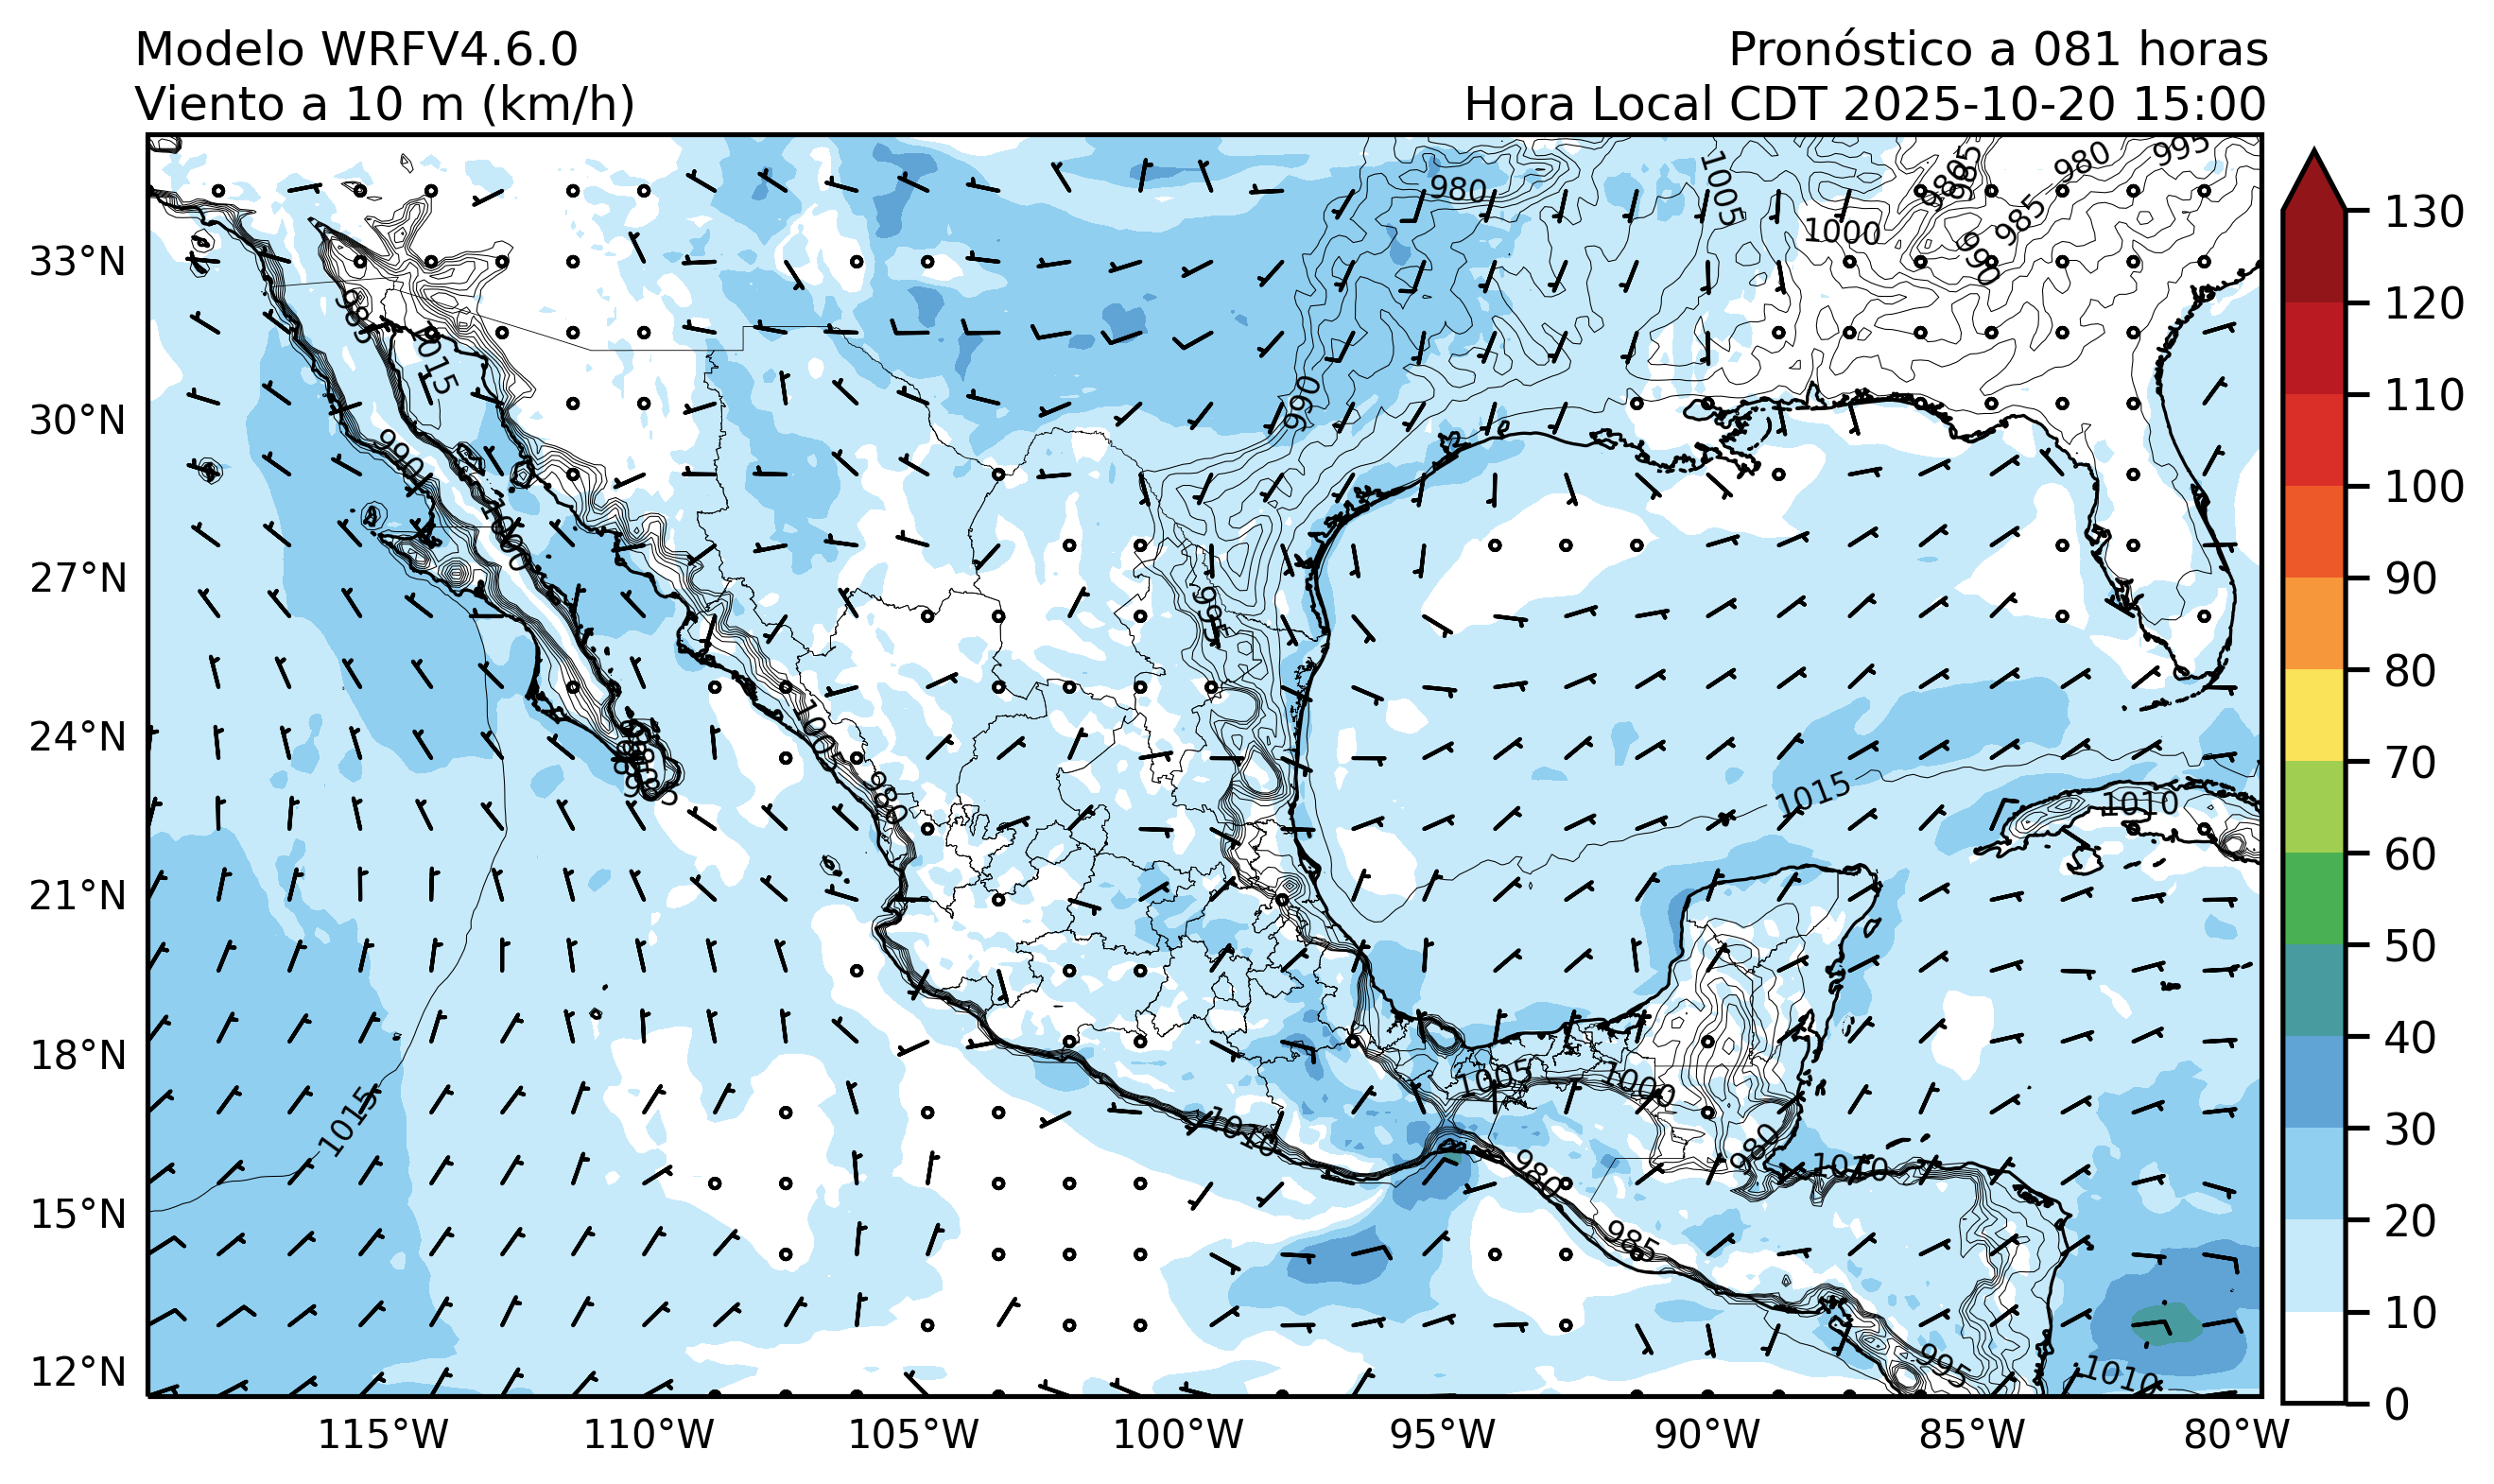 Modelo WRFV4.6.0
Pronóstico a 081 horas
Viento a 10 m (km/h)
Hora Local CDT 2025-10-20 15:00
33°N
30°N
27°N
24°N
21°N
18°N
15°N
12°N
115°W
110°W
105°W
100°W
95°W
90°W
85°W
80°W
130
120
110
100
90
80
70
60
50
40
30
20
10
0
980
1005
1000
985
980
995
985
990
985
1015
990
990
1000
995
1005
980
1015
1010
1015
1010
1005
1000
980
980
1010
985
995
1010